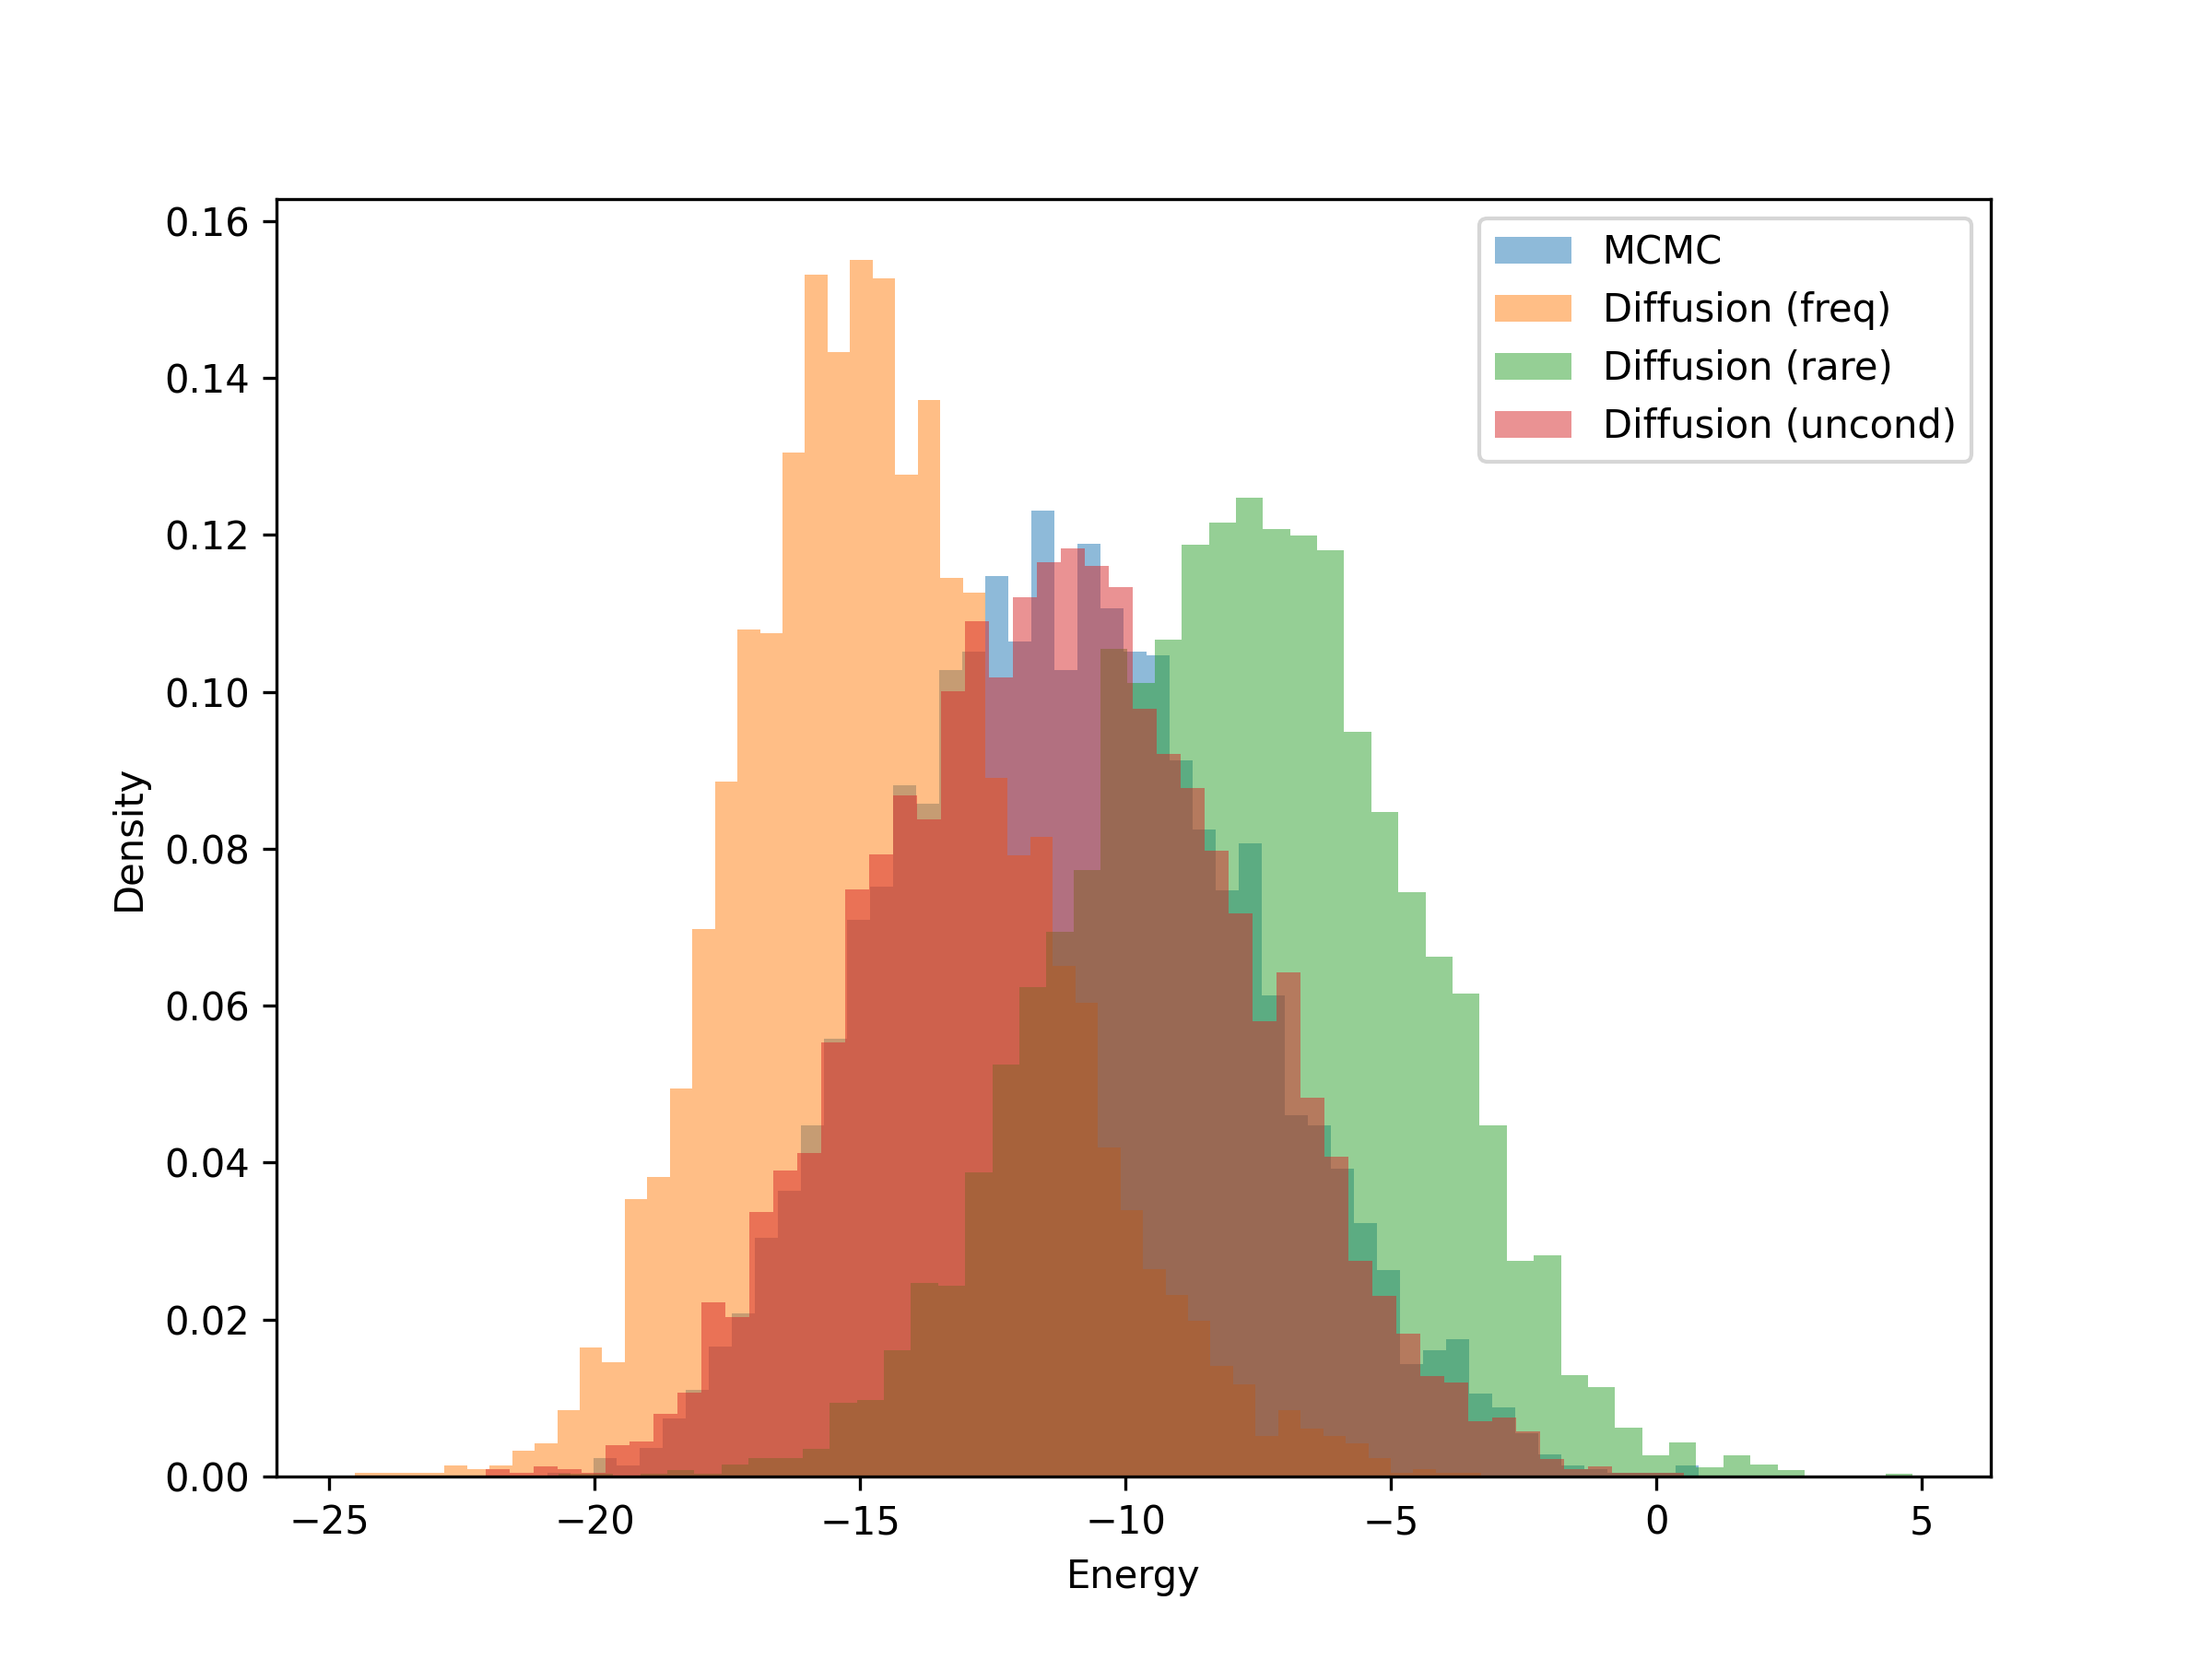 MCMC
Diffusion (freq)
Diffusion (rare)
Diffusion (uncond)
0.16
0.14
0.12
0.10
0.08
0.06
0.04
0.02
0.00
Density
−25 −20 −15 −10 −5 0 5
Energy